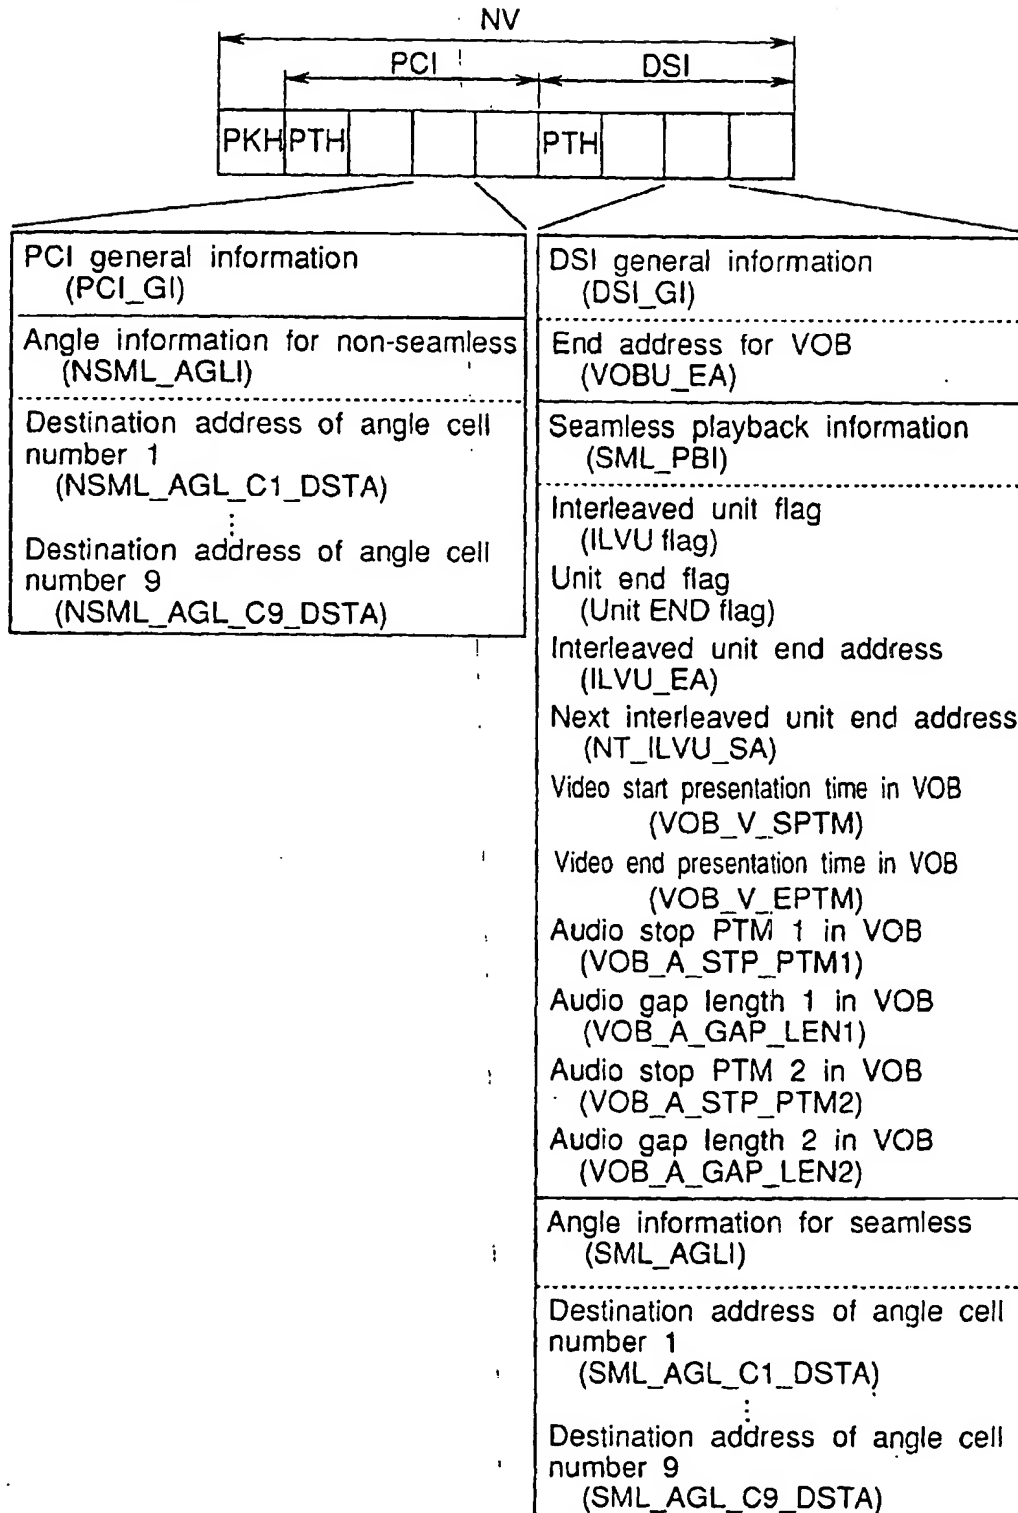 NV
PCI DSI
PKH PTH PTH
PCI general information
(PCI_GI)
Angle information for non-seamless
(NSML_AGLI)
Destination address of angle cell
number 1
(NSML_AGL_C1_DSTA)
Destination address of angle cell
number 9
(NSML_AGL_C9_DSTA)
DSI general information
(DSI_GI)
End address for VOB
(VOBU_EA)
Seamless playback information
(SML_PBI)
Interleaved unit flag
(ILVU flag)
Unit end flag
(Unit END flag)
Interleaved unit end address
(ILVU_EA)
Next interleaved unit end address
(NT_ILVU_SA)
Video start presentation time in VOB
(VOB_V_SPTM)
Video end presentation time in VOB
(VOB_V_EPTM)
Audio stop PTM 1 in VOB
(VOB_A_STP_PTM1)
Audio gap length 1 in VOB
(VOB_A_GAP_LEN1)
Audio stop PTM 2 in VOB
(VOB_A_STP_PTM2)
Audio gap length 2 in VOB
(VOB_A_GAP_LEN2)
Angle information for seamless
(SML_AGLI)
Destination address of angle cell
number 1
(SML_AGL_C1_DSTA)
Destination address of angle cell
number 9
(SML_AGL_C9_DSTA)